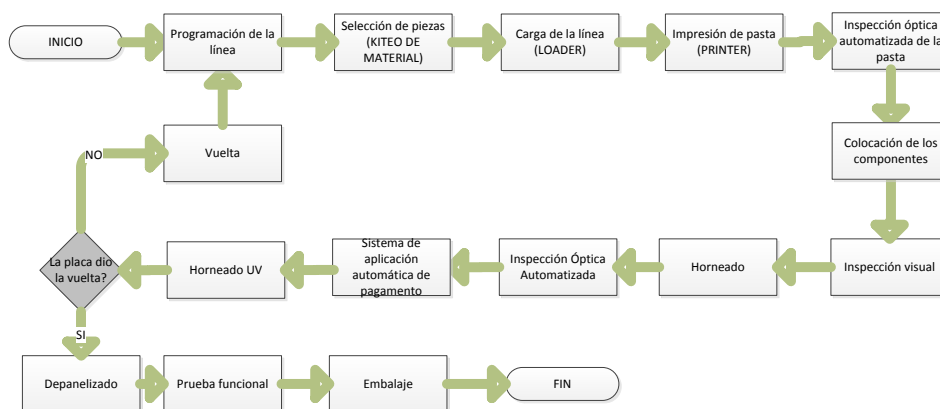 INICIO
Programación de la
línea
Selección de piezas
(KITEO DE
MATERIAL)
Carga de la línea
(LOADER)
Impresión de pasta
(PRINTER)
Inspección óptica
automatizada de la
pasta
Colocación de los
componentes
Inspección visual
Horneado
Inspección Óptica
Automatizada
Sistema de
aplicación
automática de
pagamento
Horneado UV
La placa dio
la vuelta?
NO
Vuelta
SI
Depanelizado
Prueba funcional
Embalaje
FIN